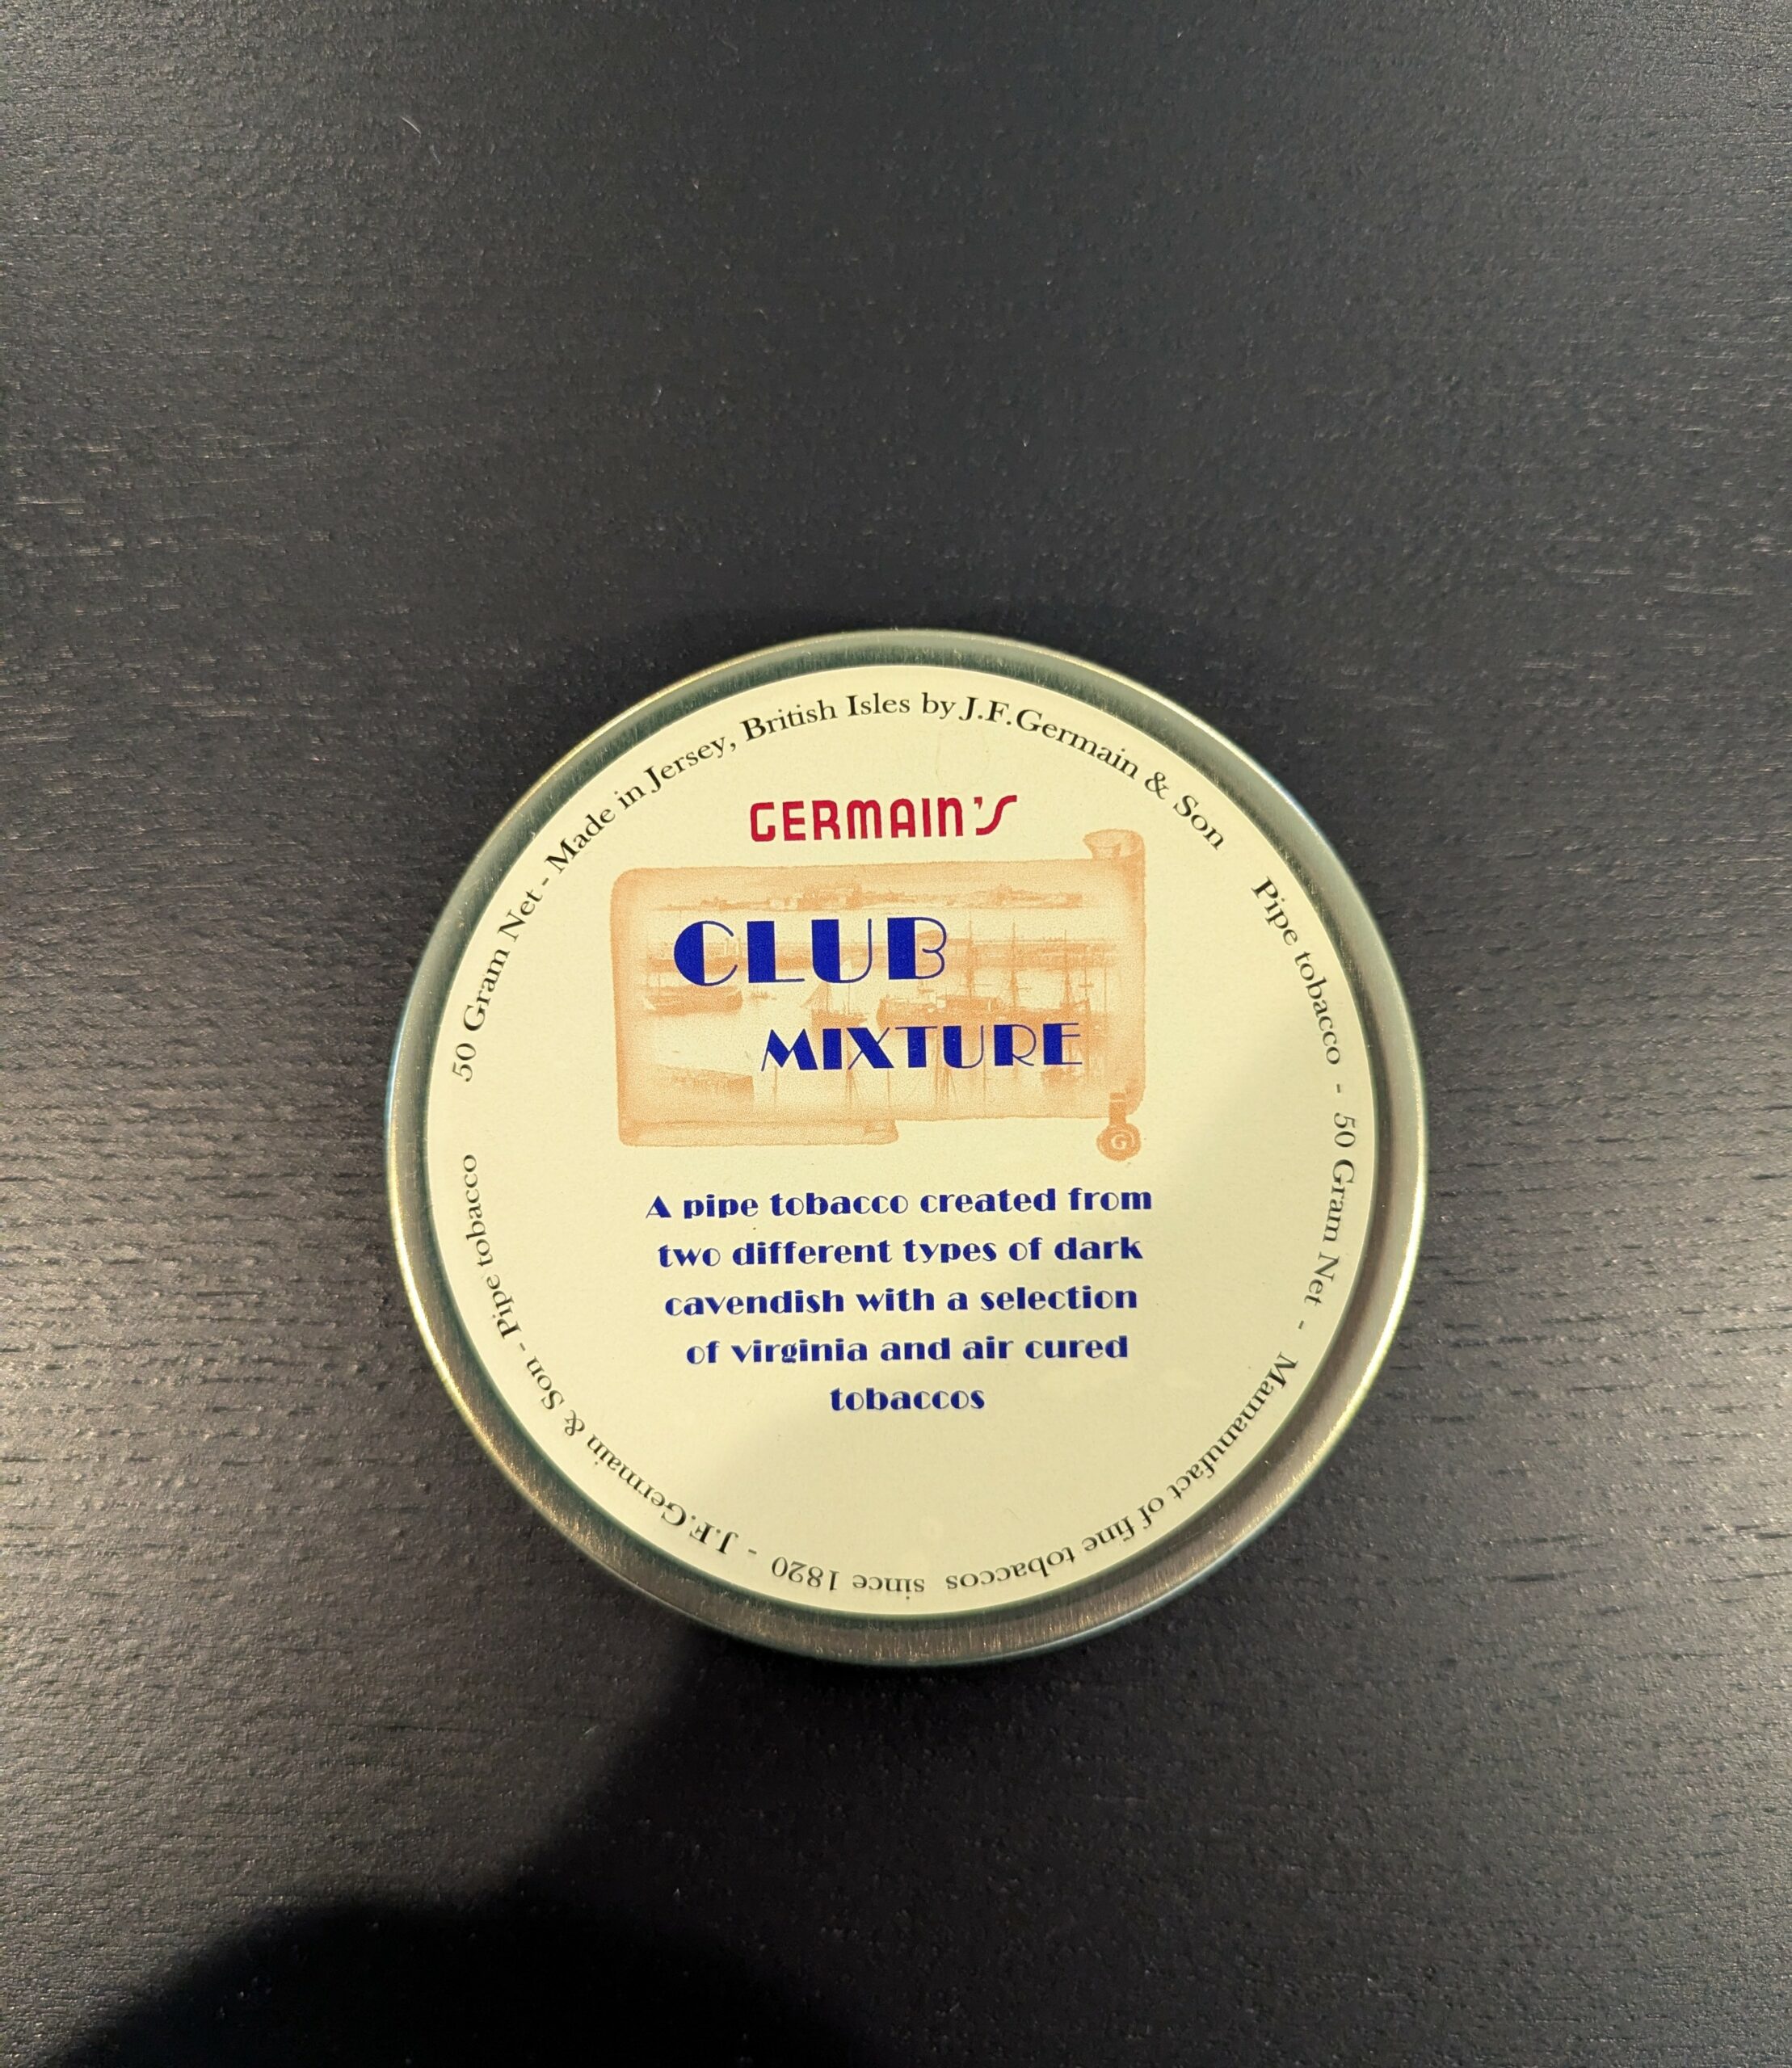 50 Gram Net - Made in Jersey, British Isles by J.F.Germain & Son
Pipe tobacco - 50 Gram Net - Mamanufact of fine tobaccos since 1820 - J.F.Germain & Son - Pipe tobacco
GERMAIN'S
CLUB
MIXTURE
G
A pipe tobacco created from
two different types of dark
cavendish with a selection
of virginia and air cured
tobaccos